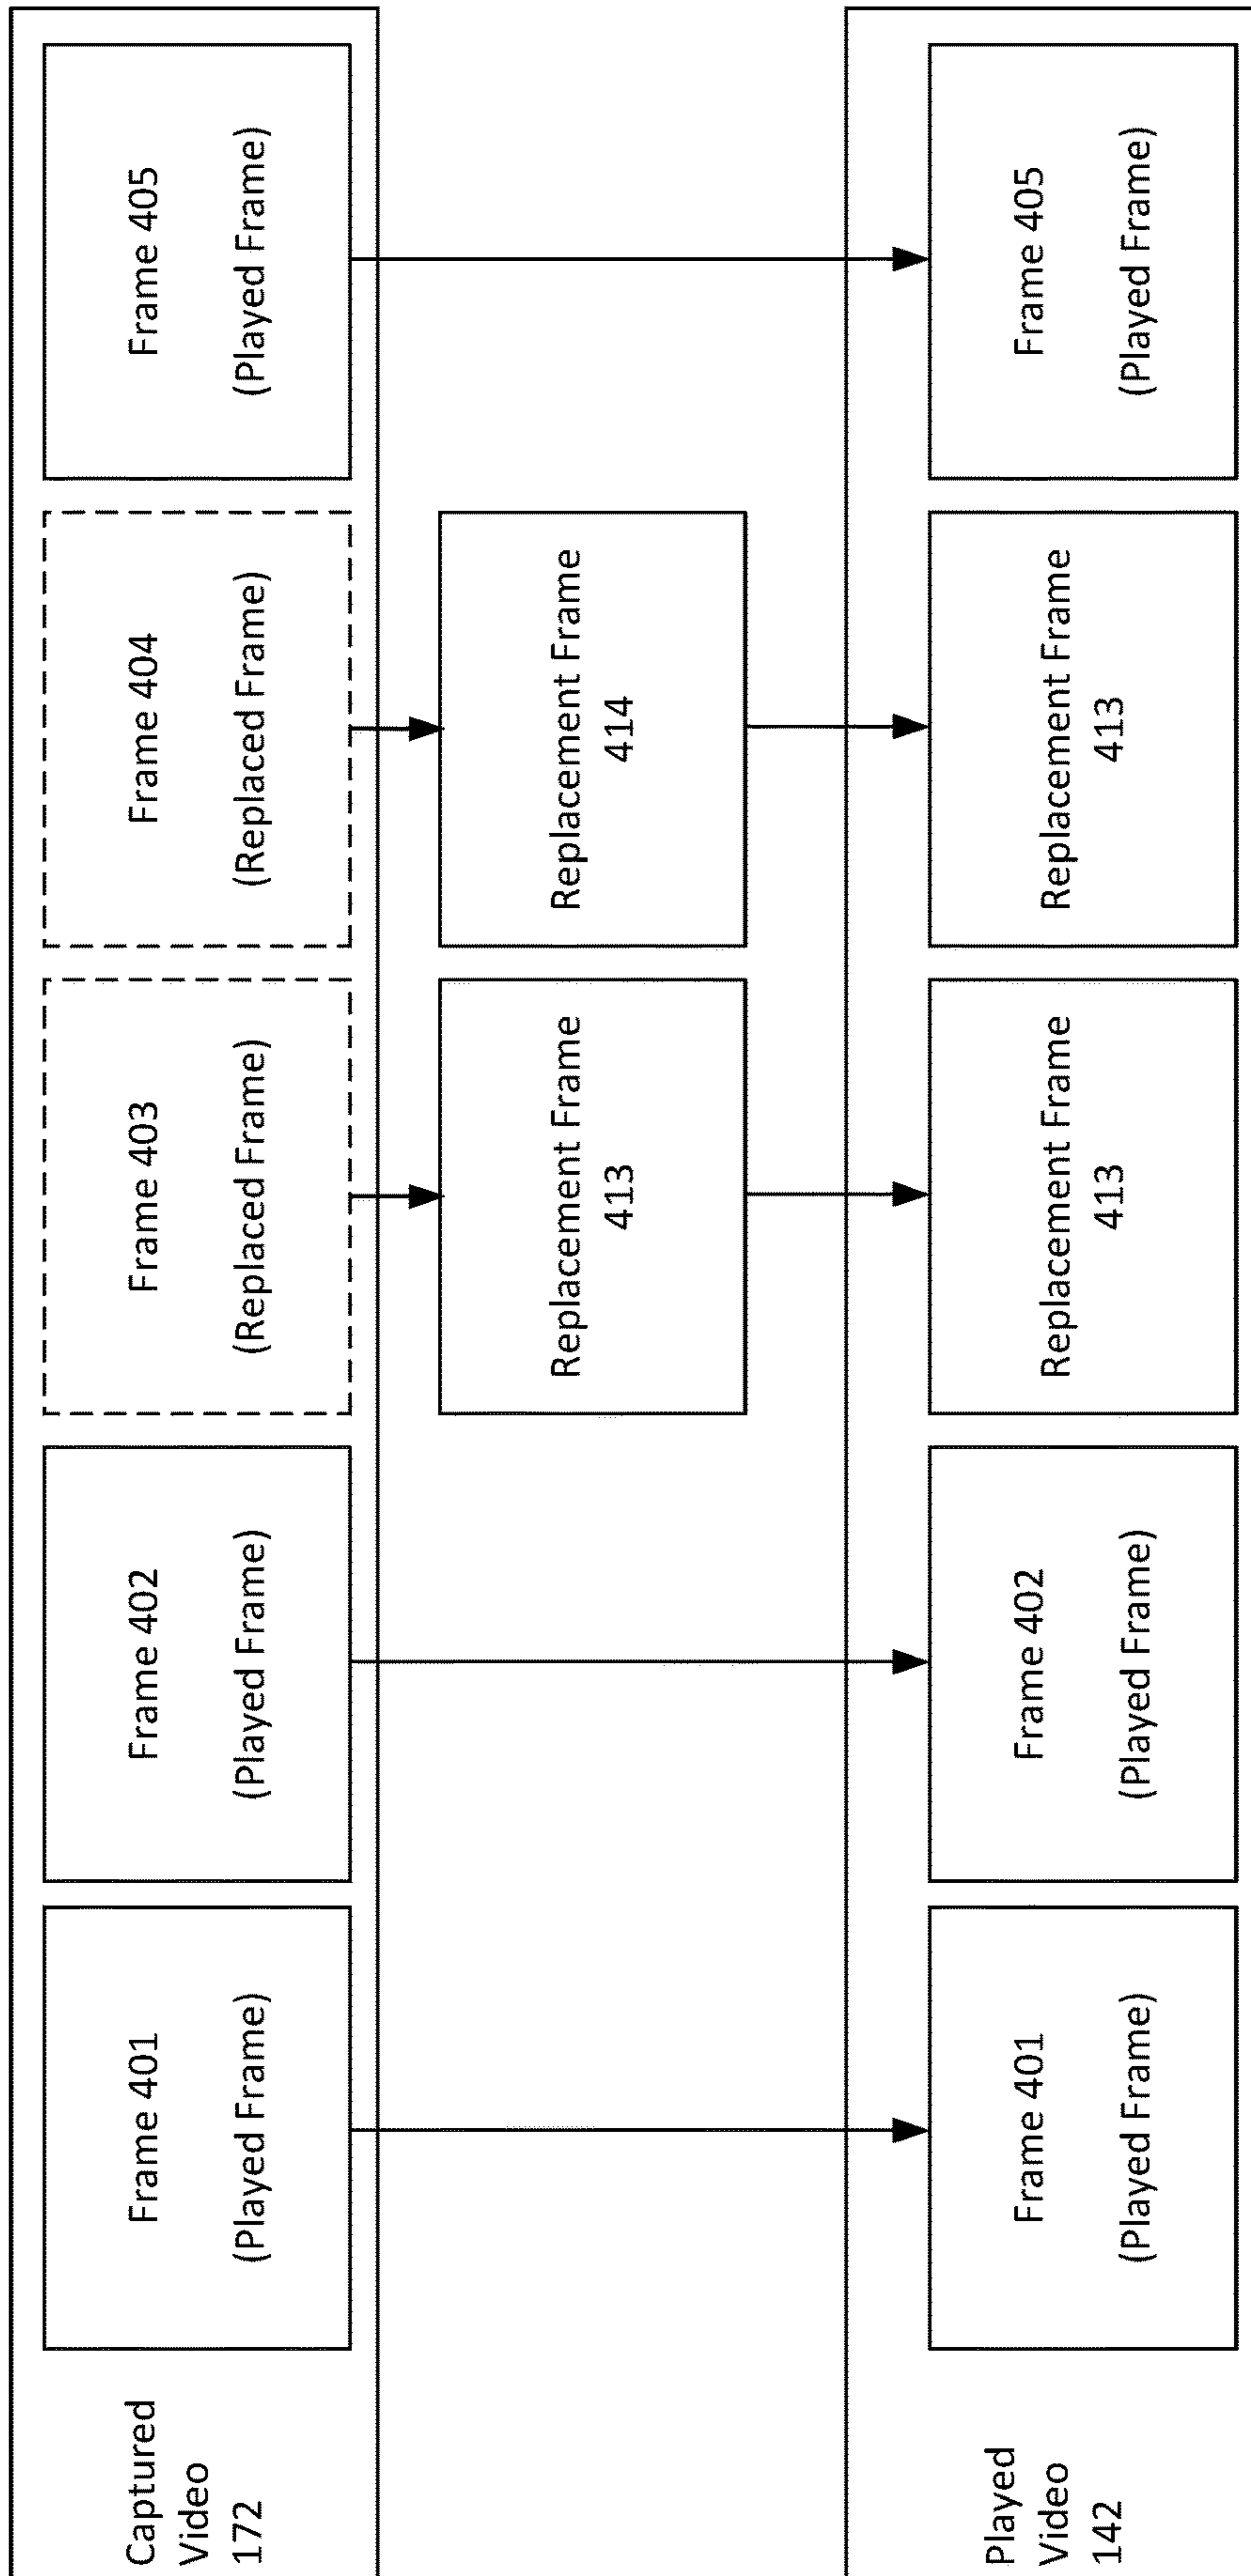 Captured
Video
172
Frame 401
(Played Frame)
Frame 402
(Played Frame)
Frame 403
(Replaced Frame)
Frame 404
(Replaced Frame)
Frame 405
(Played Frame)
Replacement Frame
413
Replacement Frame
414
Played
Video
142
Frame 401
(Played Frame)
Frame 402
(Played Frame)
Replacement Frame
413
Replacement Frame
413
Frame 405
(Played Frame)